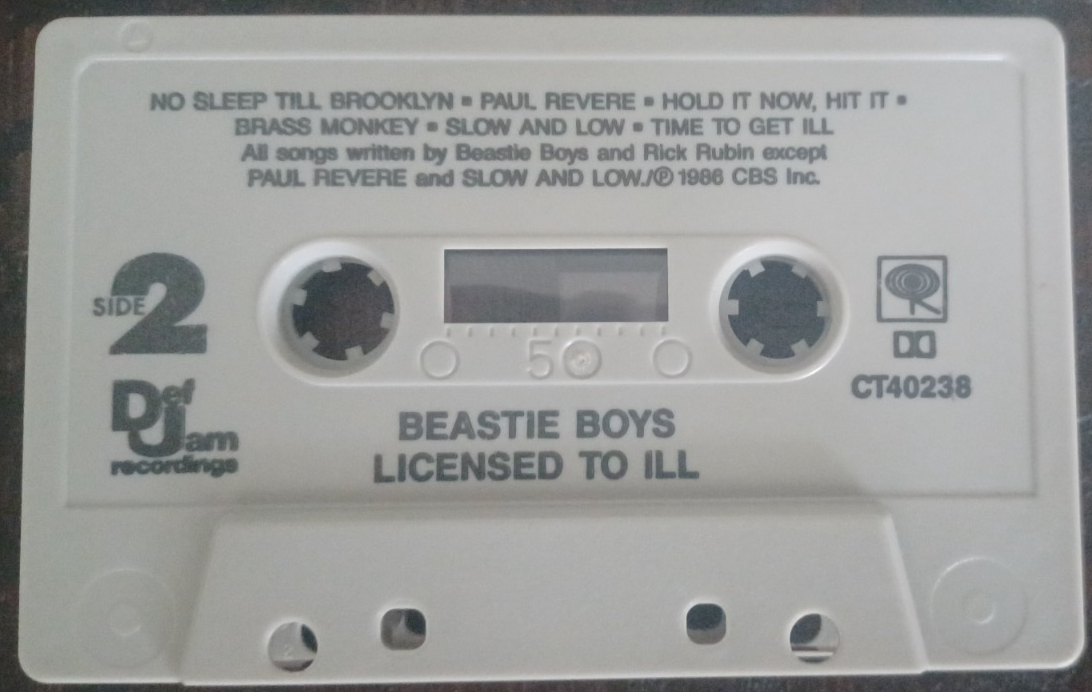 NO SLEEP TILL BROOKLYN ▪ PAUL REVERE ▪ HOLD IT NOW, HIT IT ▪
BRASS MONKEY ▪ SLOW AND LOW ▪ TIME TO GET ILL
All songs written by Beastie Boys and Rick Rubin except
PAUL REVERE and SLOW AND LOW./℗ 1986 CBS Inc.
SIDE 2
50
Def
Jam
recordings
CT40238
BEASTIE BOYS
LICENSED TO ILL
2